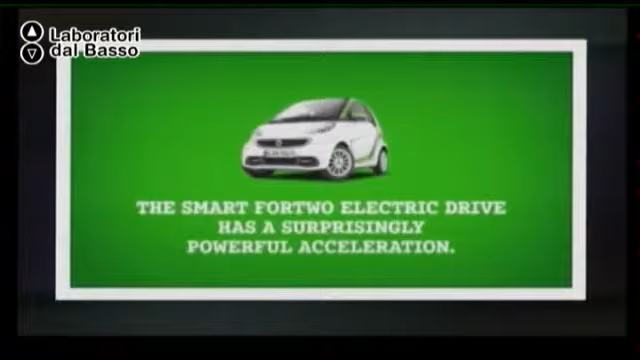 Laboratori
dal Basso
THE SMART FORTWO ELECTRIC DRIVE
HAS A SURPRISINGLY
POWERFUL ACCELERATION.